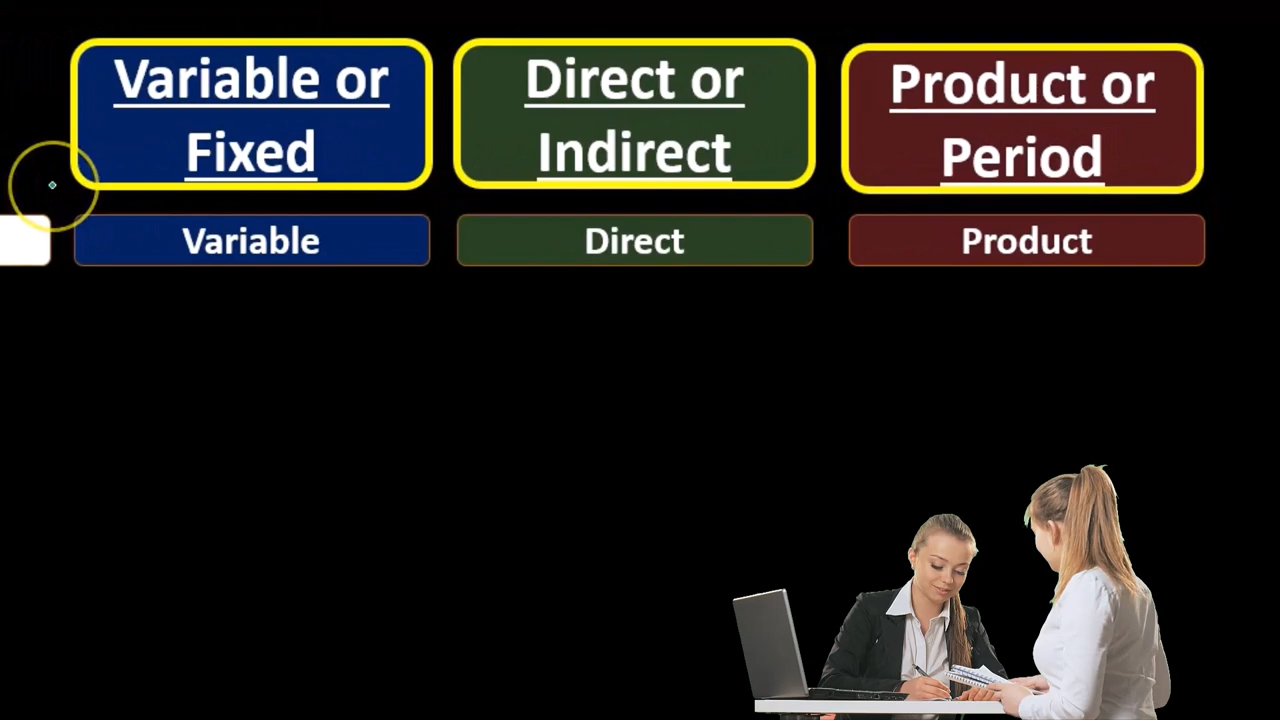 Variable or
Fixed
Direct or
Indirect
Product or
Period
Variable
Direct
Product